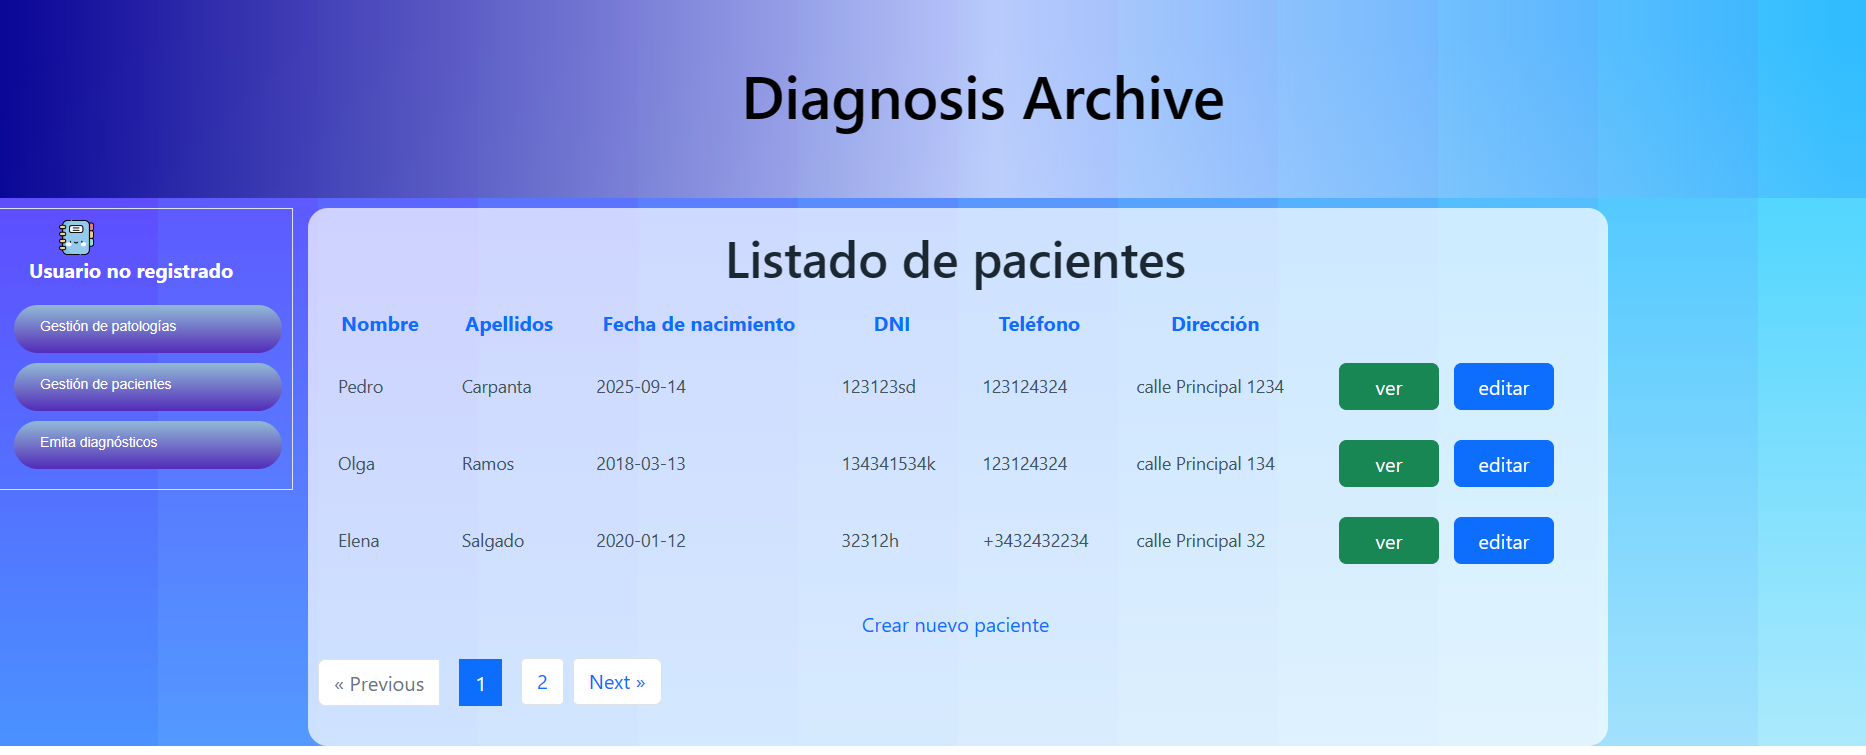 Diagnosis Archive
Usuario no registrado
Gestión de patologías
Gestión de pacientes
Emita diagnósticos
Listado de pacientes
Nombre Apellidos Fecha de nacimiento DNI Teléfono Dirección
Pedro Carpanta 2025-09-14 123123sd 123124324 calle Principal 1234 ver editar
Olga Ramos 2018-03-13 134341534k 123124324 calle Principal 134 ver editar
Elena Salgado 2020-01-12 32312h +3432432234 calle Principal 32 ver editar
Crear nuevo paciente
« Previous 1 2 Next »